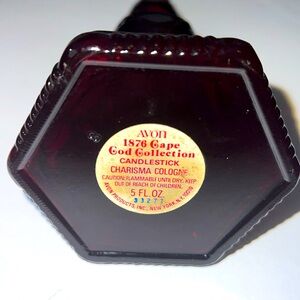 AVON
1876 Cape
Cod Collection
CANDLESTICK
CHARISMA COLOGNE
CAUTION: FLAMMABLE UNTIL DRY. KEEP
OUT OF REACH OF CHILDREN.
5 FL. OZ.
AVON PRODUCTS, INC., NEW YORK, N.Y. 10019